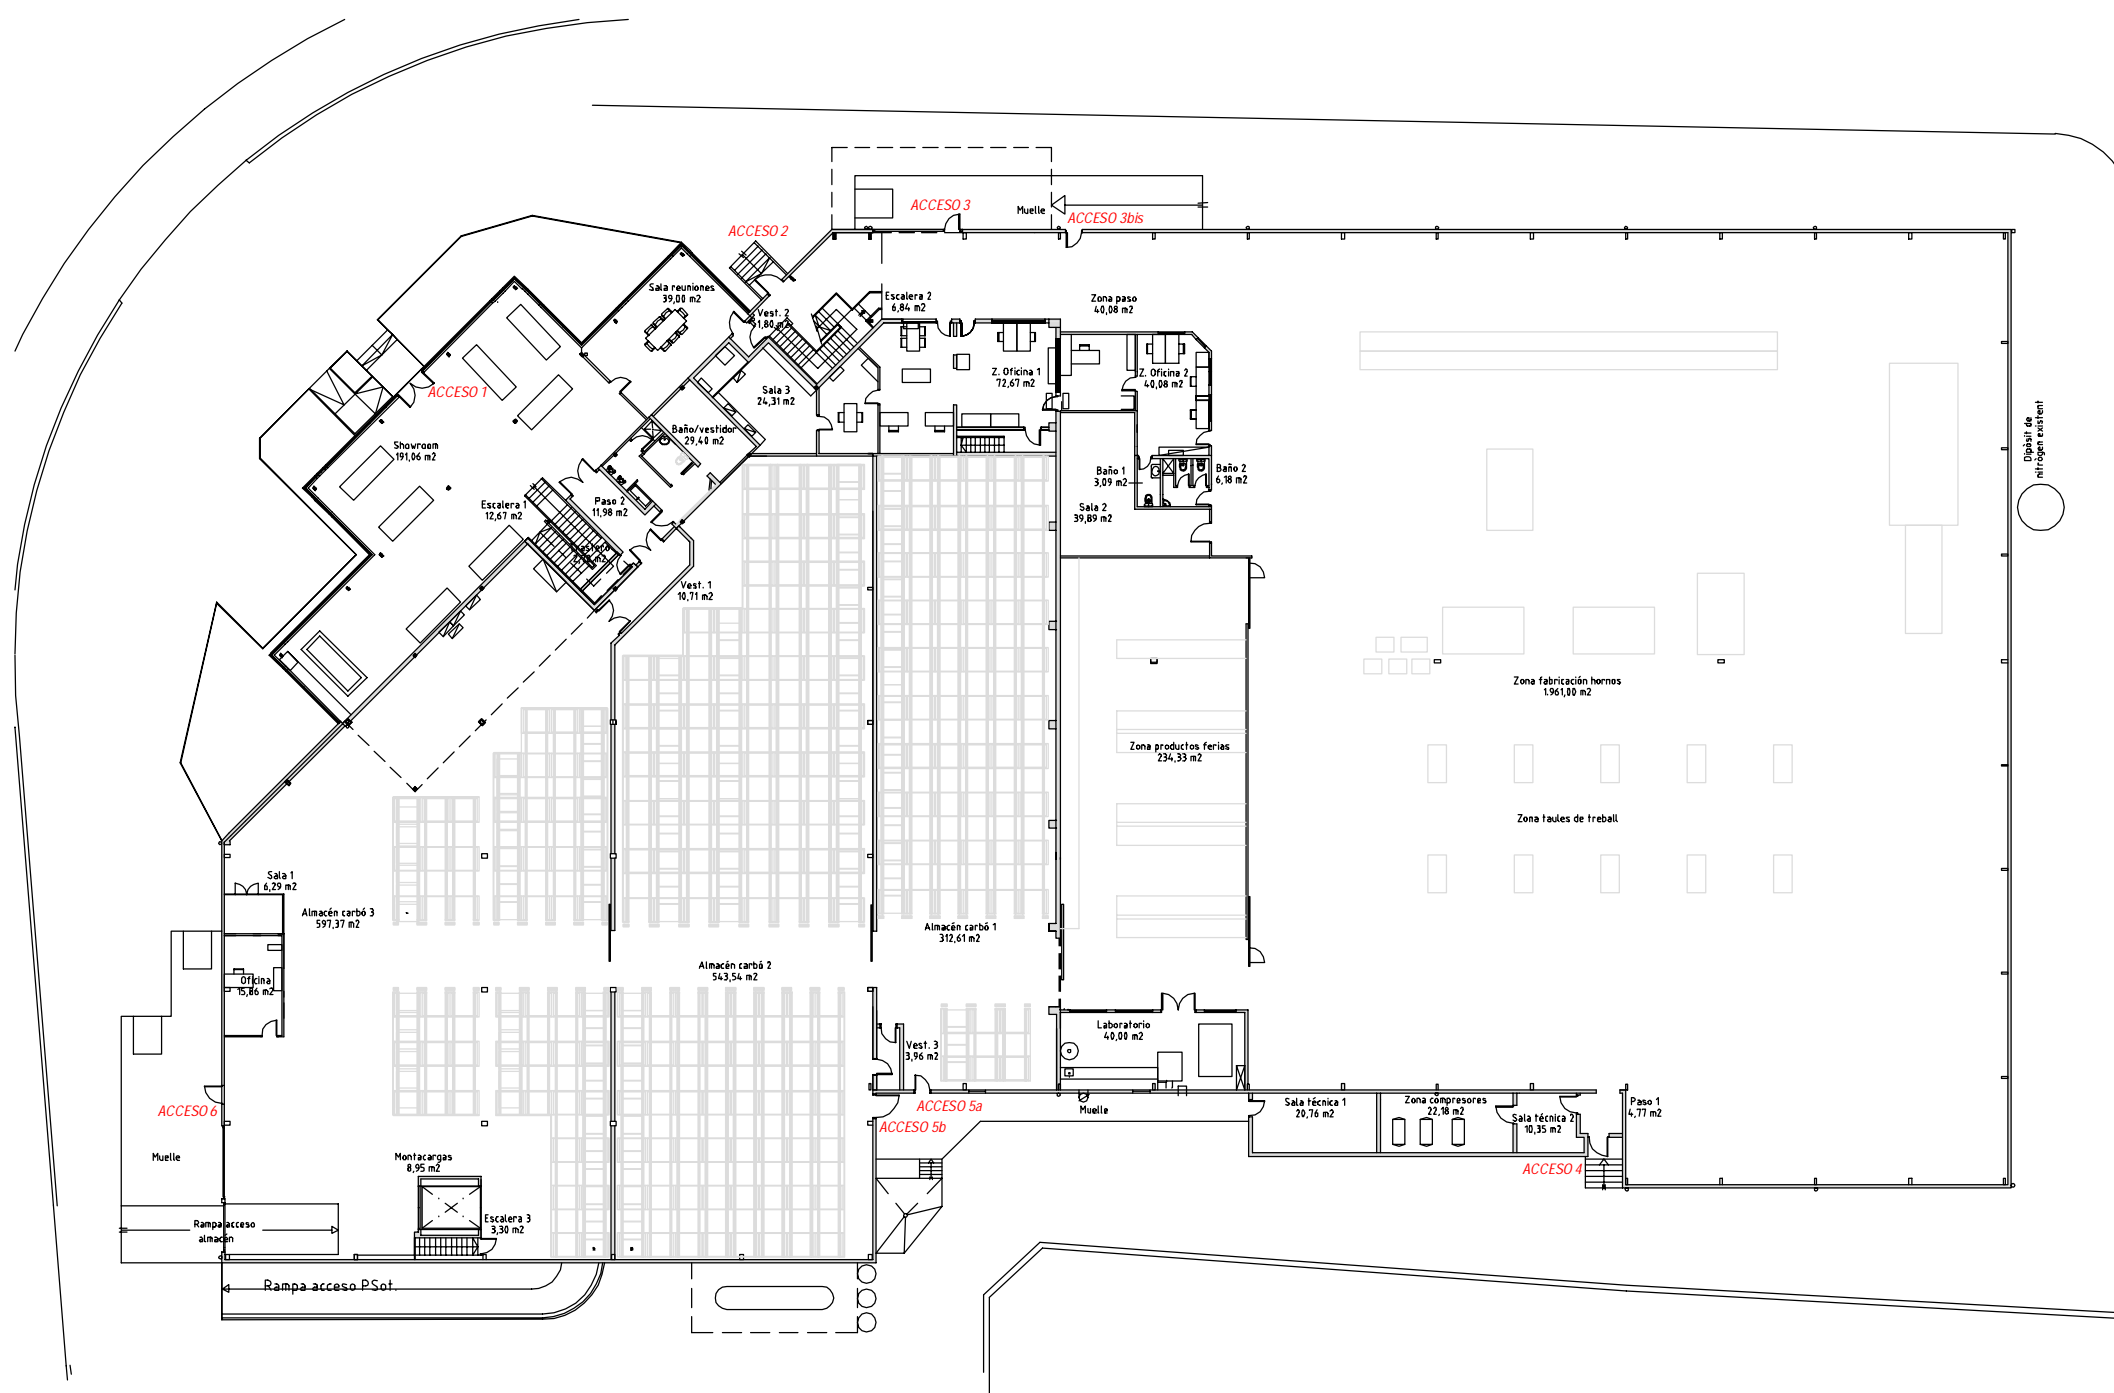 ACCESO 3
Muelle
ACCESO 3bis
ACCESO 2
Sala reuniones
39,00 m2
Escalera 2
6,84 m2
Zona paso
40,08 m2
Vest. 2
1,80 m2
Z. Oficina 1
72,67 m2
Z. Oficina 2
40,08 m2
ACCESO 1
Sala 3
24,31 m2
Baño/vestidor
29,40 m2
Showroom
191,06 m2
Dipòsit de
nitrògen existent
Baño 1
3,09 m2
Baño 2
6,18 m2
Escalera 1
12,67 m2
Paso 2
11,98 m2
Sala 2
39,89 m2
Vest. 1
10,71 m2
Zona fabricación hornos
1.961,00 m2
Zona productos ferias
234,33 m2
Zona taules de treball
Sala 1
6,29 m2
Almacén carbó 3
597,37 m2
Almacén carbó 1
312,61 m2
Almacén carbó 2
543,54 m2
Oficina
15,86 m2
Laboratorio
40,00 m2
Vest. 3
3,96 m2
ACCESO 6
ACCESO 5a
ACCESO 5b
Muelle
Sala técnica 1
20,76 m2
Zona compresores
22,18 m2
Sala técnica 2
10,35 m2
Paso 1
4,77 m2
Muelle
Montacargas
8,95 m2
ACCESO 4
Rampa acceso
almacén
Escalera 3
3,30 m2
Rampa acceso PSot.